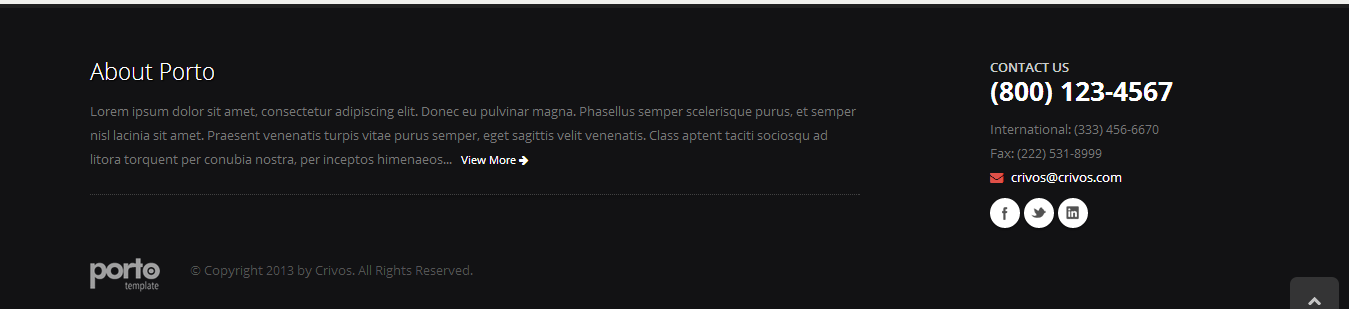 About Porto
Lorem ipsum dolor sit amet, consectetur adipiscing elit. Donec eu pulvinar magna. Phasellus semper scelerisque purus, et semper
nisl lacinia sit amet. Praesent venenatis turpis vitae purus semper, eget sagittis velit venenatis. Class aptent taciti sociosqu ad
litora torquent per conubia nostra, per inceptos himenaeos... View More
CONTACT US
(800) 123-4567
International: (333) 456-6670
Fax: (222) 531-8999
crivos@crivos.com
porto
template
© Copyright 2013 by Crivos. All Rights Reserved.